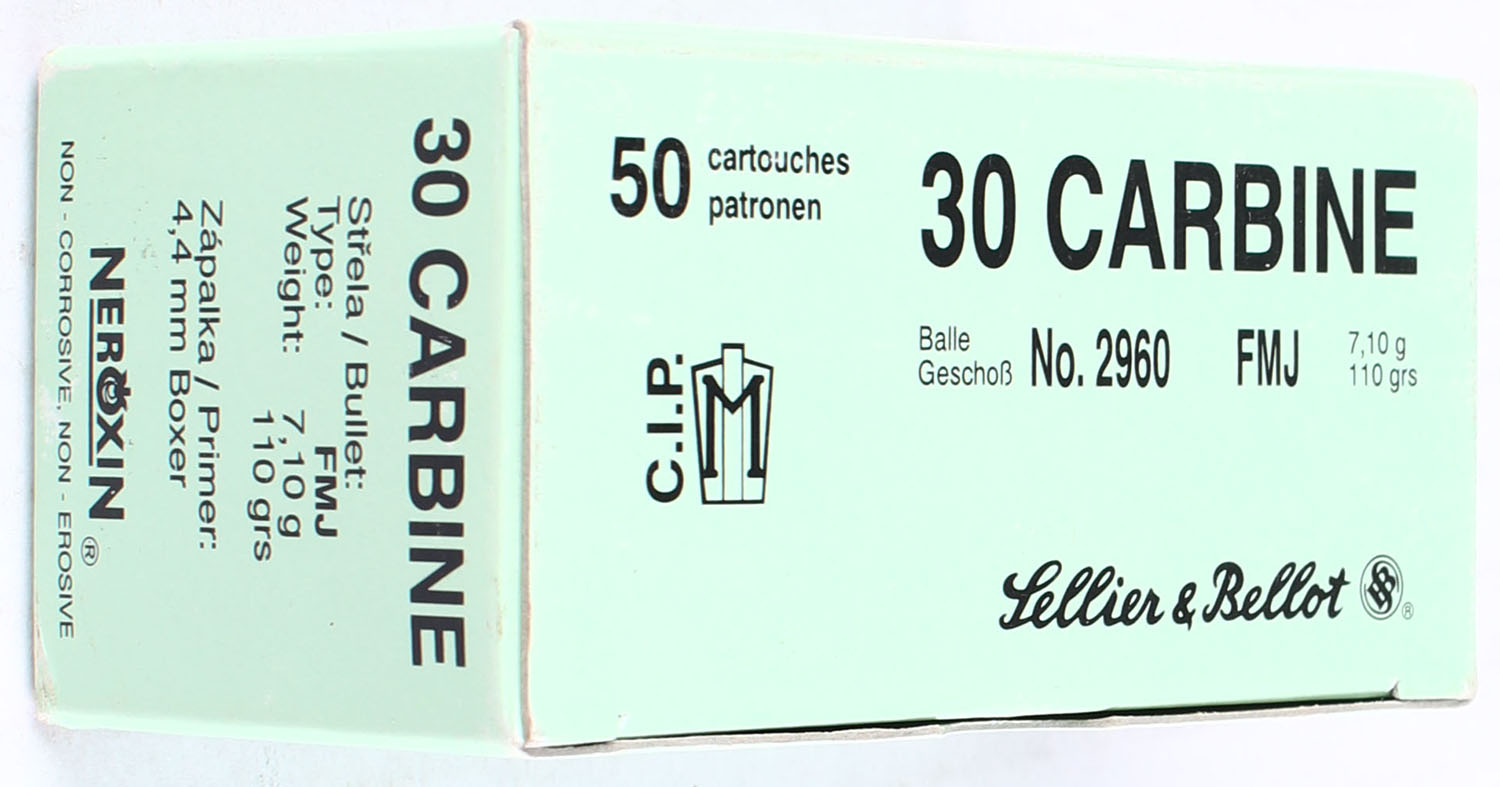 50 cartouches
patronen
30 CARBINE
Balle
Geschoß
No. 2960
FMJ
7,10 g
110 grs
C.I.P.
M
Sellier & Bellot SB ®
30 CARBINE
Střela / Bullet:
Type: FMJ
Weight: 7,10 g
110 grs
Zápalka / Primer:
4,4 mm Boxer
NEROXIN ®
NON - CORROSIVE, NON - EROSIVE